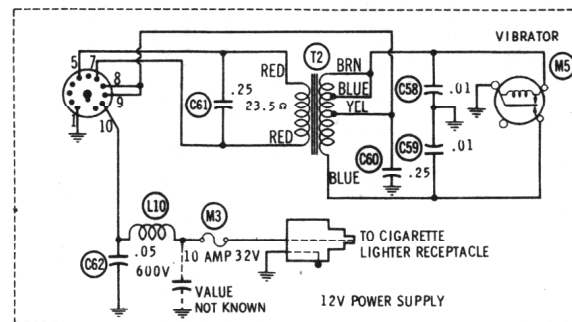 VIBRATOR
5 7
8
9
1
10
T2
RED
BRN
BLUE
YEL
M5
C61
.25
23.5Ω
RED
C58
.01
C59
.01
C60
.25
BLUE
L10
M3
C62
.05
600V
10 AMP 32V
TO CIGARETTE
LIGHTER RECEPTACLE
VALUE
NOT KNOWN
12V POWER SUPPLY